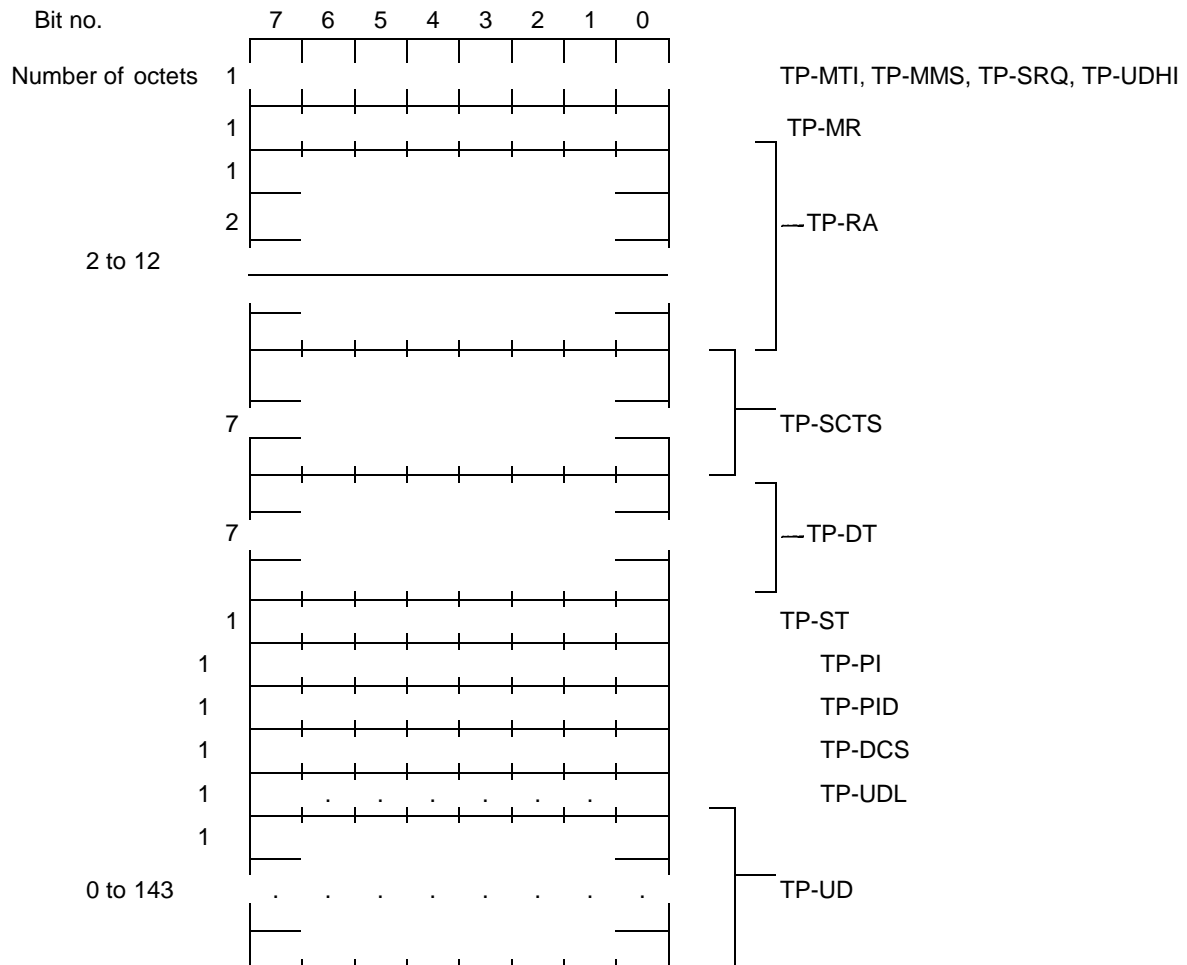 Bit no. 7 6 5 4 3 2 1 0
Number of octets 1 TP-MTI, TP-MMS, TP-SRQ, TP-UDHI
1 TP-MR
1
2 TP-RA
2 to 12
7 TP-SCTS
7 TP-DT
1 TP-ST
1 TP-PI
1 TP-PID
1 TP-DCS
1 . . . . . . TP-UDL
1
0 to 143 . . . . . . . . TP-UD